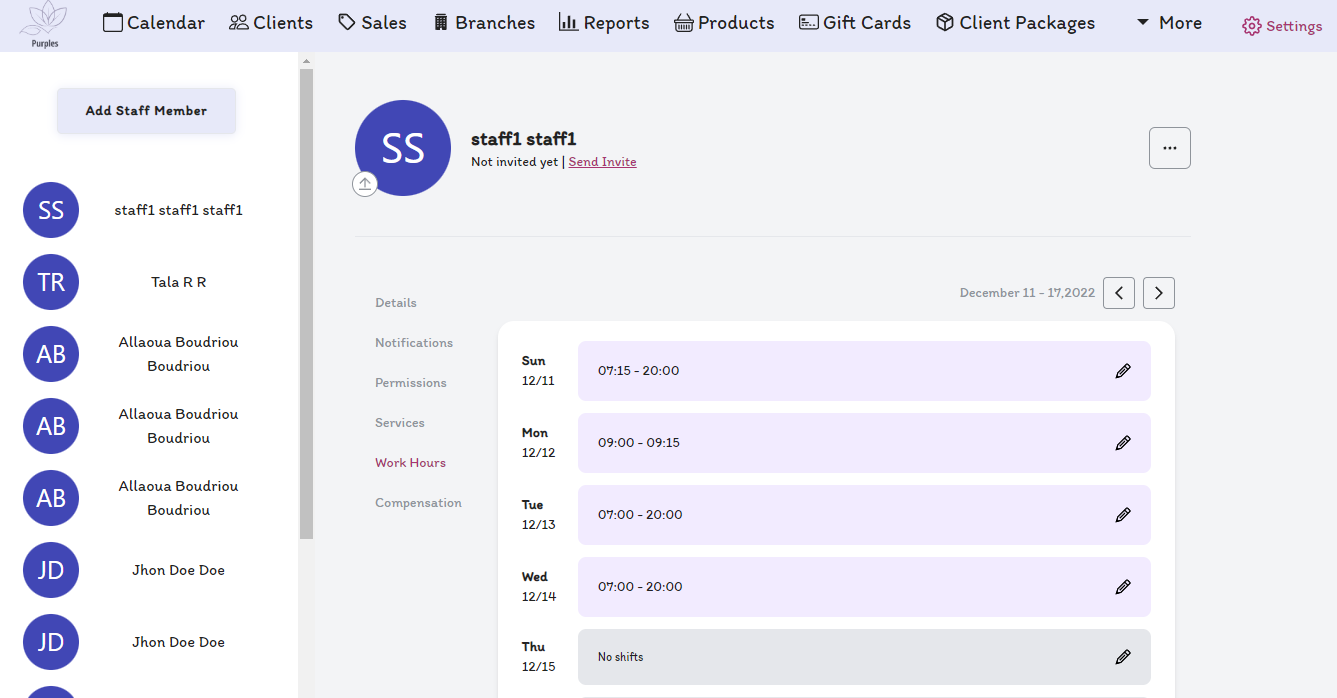 Purples
Calendar
Clients
Sales
Branches
Reports
Products
Gift Cards
Client Packages
More
Settings
Add Staff Member
SS
staff1 staff1 staff1
TR
Tala R R
AB
Allaoua Boudriou
Boudriou
AB
Allaoua Boudriou
Boudriou
AB
Allaoua Boudriou
Boudriou
JD
Jhon Doe Doe
JD
Jhon Doe Doe
SS
staff1 staff1
Not invited yet | Send Invite
...
Details
Notifications
Permissions
Services
Work Hours
Compensation
December 11 - 17,2022
Sun
12/11
07:15 - 20:00
Mon
12/12
09:00 - 09:15
Tue
12/13
07:00 - 20:00
Wed
12/14
07:00 - 20:00
Thu
12/15
No shifts